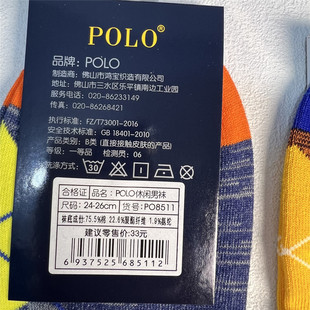 POLO®
品牌: POLO
制造商: 佛山市鸿宝织造有限公司
地址: 佛山市三水区乐平镇南边工业园
服务电话: 020-86233149
传真: 020-86268421
执行标准: FZ/T73001-2016
安全技术标准: GB 18401-2010
产品类别: B类 (直接接触皮肤的产品)
等级: 一等品 检测员: 06
洗涤方式:
30
合格证 品名: POLO休闲男袜
尺码: 24-26cm 货号: PO8511
袜底成份: 75.5%棉 22.6%聚酯纤维 1.9%氨纶
建议零售价: 33元
6 937525 685112